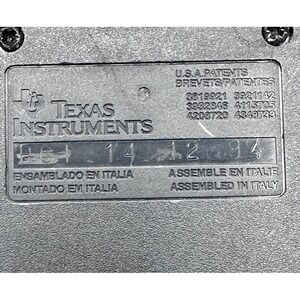 U.S.A. PATENTS
BREVETS/PATENTES
3819921 3921142
3932846 4115705
4208720 4348733
TEXAS
INSTRUMENTS
14 12 94
ENSAMBLADO EN ITALIA
MONTADO EM ITALIA
ASSEMBLE EN ITALIE
ASSEMBLED IN ITALY